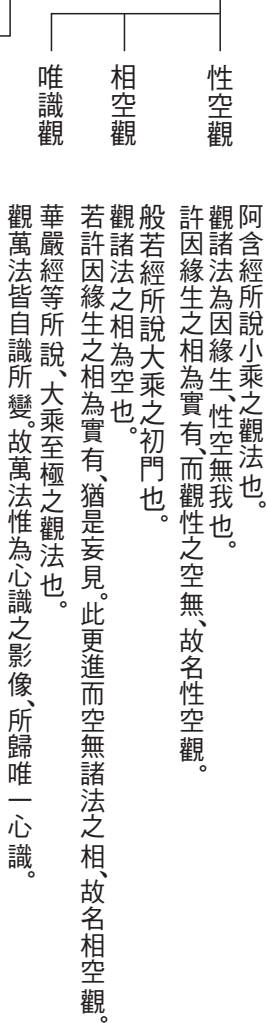 性空觀
阿含經所說小乘之觀法也。
觀諸法為因緣生、性空無我也。
許因緣生之相為實有、而觀性之空無、故名性空觀。
相空觀
般若經所說大乘之初門也。
觀諸法之相為空也。
若許因緣生之相為實有、猶是妄見。此更進而空無諸法之相、故名相空觀。
唯識觀
華嚴經等所說、大乘至極之觀法也。
觀萬法皆自識所變。故萬法惟為心識之影像、所歸唯一心識。